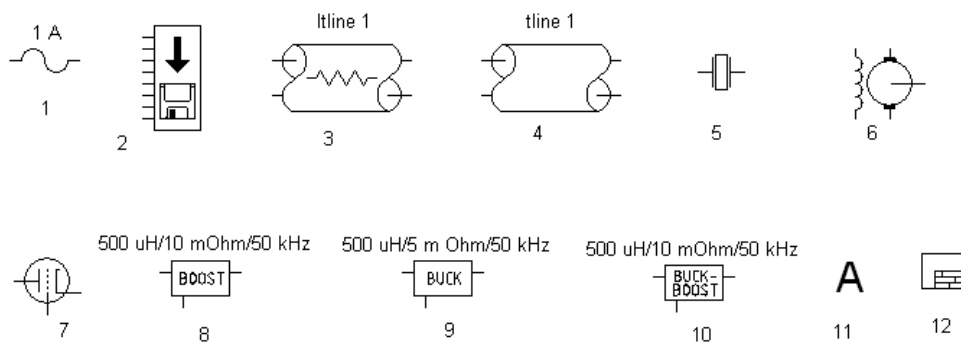 1 A
ltline 1
tline 1
1
2
3
4
5
6
500 uH/10 mOhm/50 kHz
500 uH/5 m Ohm/50 kHz
500 uH/10 mOhm/50 kHz
BOOST
BUCK
BUCK-
BOOST
A
7
8
9
10
11
12